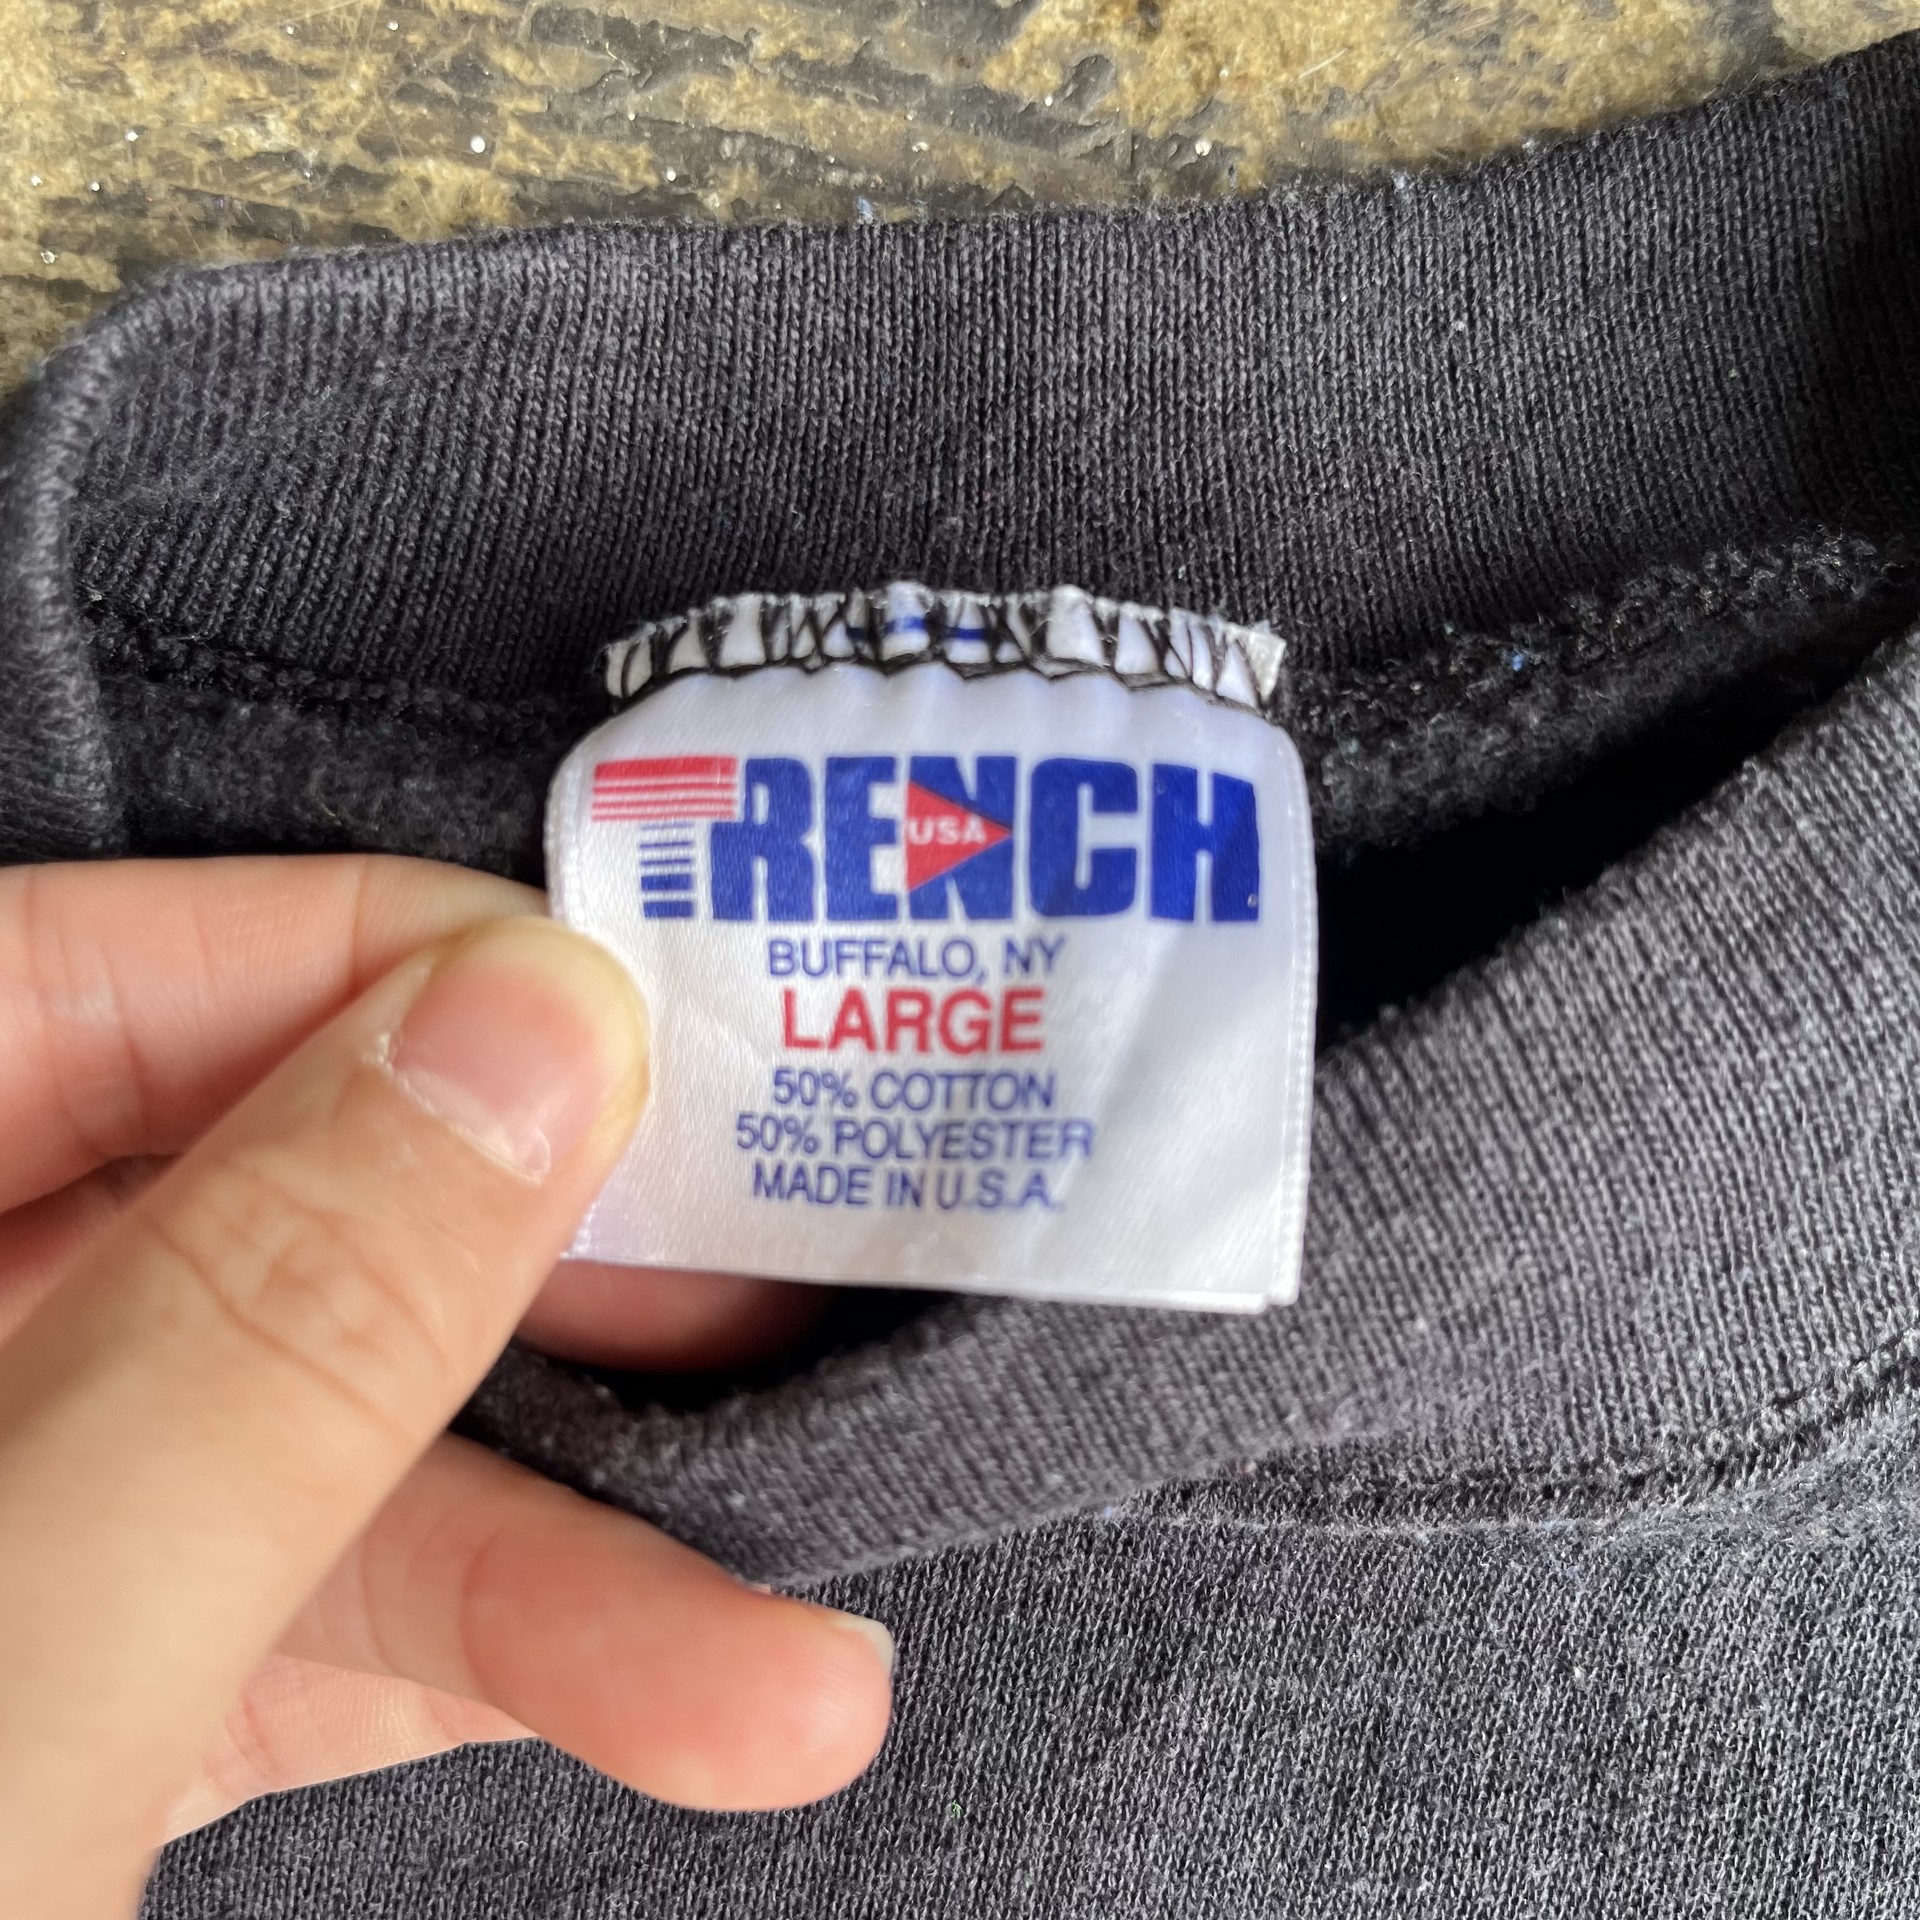 TRENCH
USA
BUFFALO, NY
LARGE
50% COTTON
50% POLYESTER
MADE IN U.S.A.